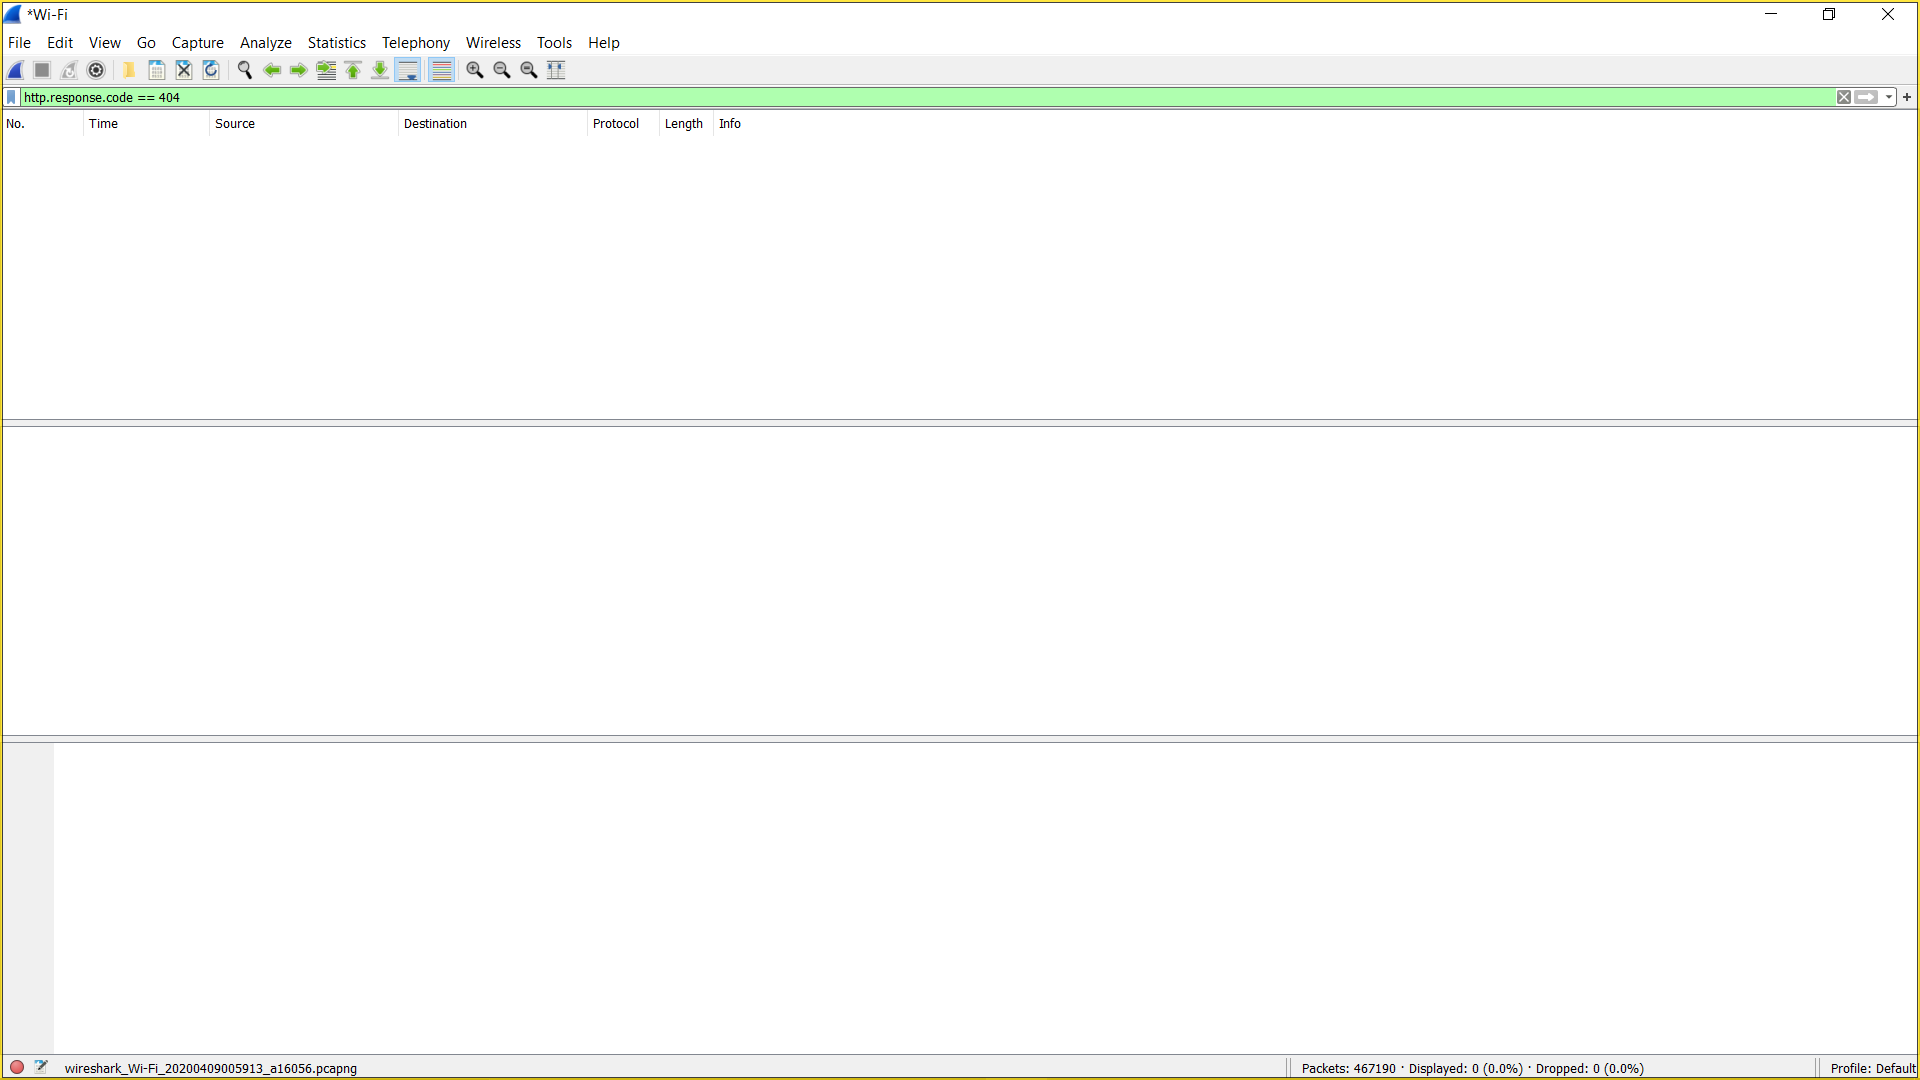 *Wi-Fi
File Edit View Go Capture Analyze Statistics Telephony Wireless Tools Help
http.response.code == 404
No. Time Source Destination Protocol Length Info
wireshark_Wi-Fi_20200409005913_a16056.pcapng
Packets: 467190 · Displayed: 0 (0.0%) · Dropped: 0 (0.0%)
Profile: Default